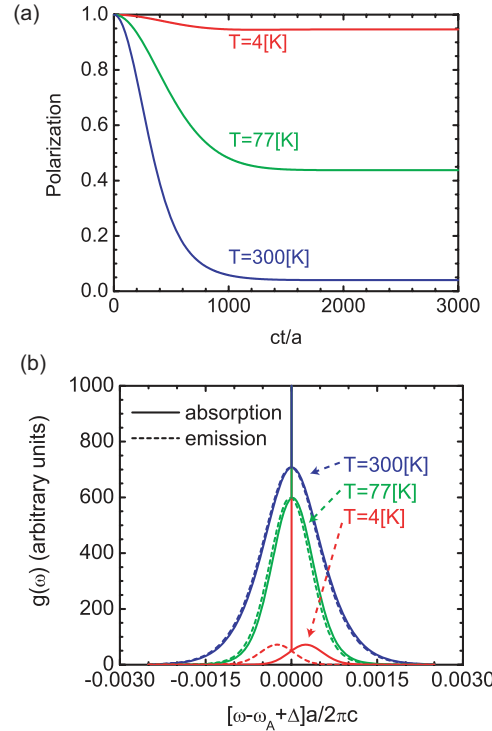 (a)
1.0
0.8
0.6
0.4
0.2
0.0
Polarization
T=4[K]
T=77[K]
T=300[K]
0
1000
2000
3000
ct/a
(b)
1000
800
600
400
200
0
g(ω) (arbitrary units)
absorption
emission
T=300[K]
T=77[K]
T=4[K]
-0.0030
-0.0015
0.0000
0.0015
0.0030
[ω-ω_A+Δ]a/2πc